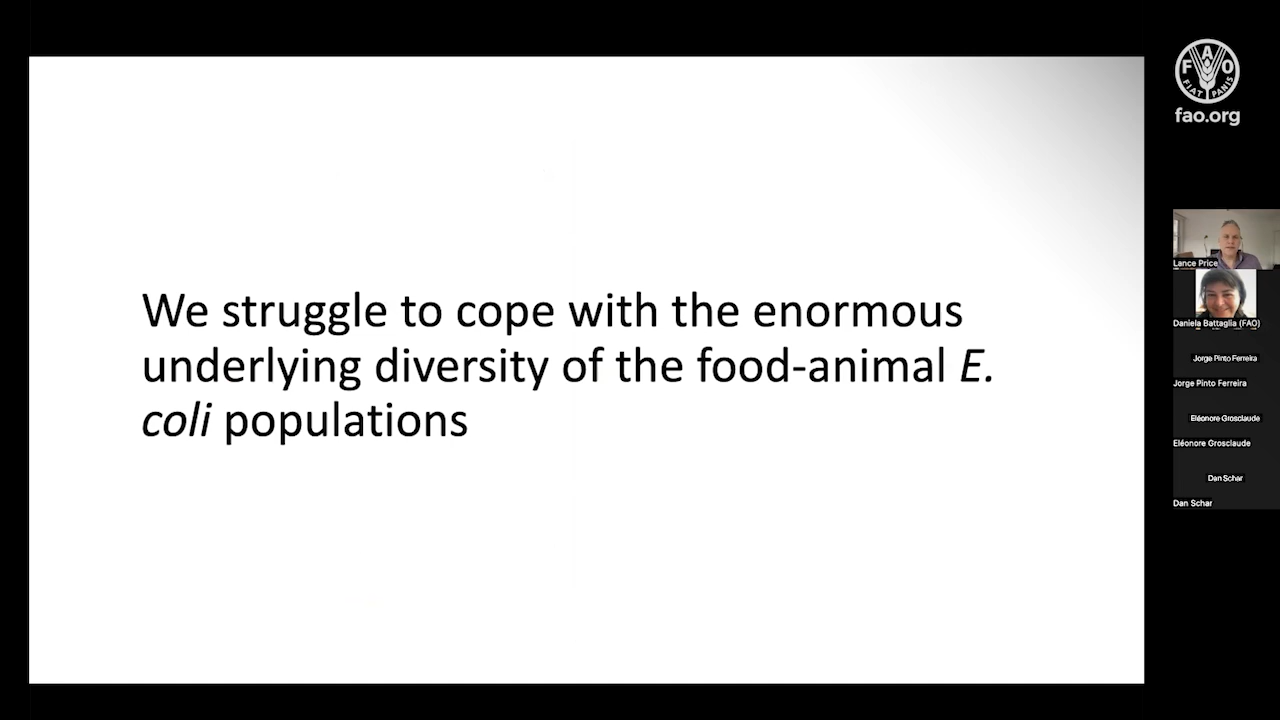 We struggle to cope with the enormous
underlying diversity of the food-animal E.
coli populations
F A O
FIAT PANIS
fao.org
Lance Price
Daniela Battaglia (FAO)
Jorge Pinto Ferreira
Jorge Pinto Ferreira
Eléonore Grosclaude
Eléonore Grosclaude
Dan Schar
Dan Schar